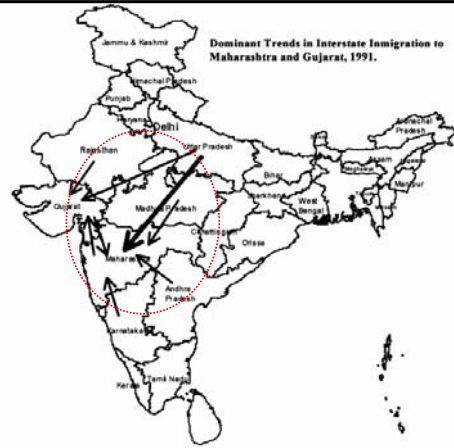 Dominant Trends in Interstate Inmigration to
Maharashtra and Gujarat, 1991.
Jammu & Kashmir
Himachal Pradesh
Punjab
Haryana
Delhi
Arunachal
Pradesh
Rajasthan
Uttar Pradesh
Assam
Bihar
Meghalaya
Manipur
Jharkhand
West
Bengal
Gujarat
Madhya Pradesh
Chhattisgarh
Orissa
Maharas
Andhra
Pradesh
Karnataka
Kerala
Tamil Nadu